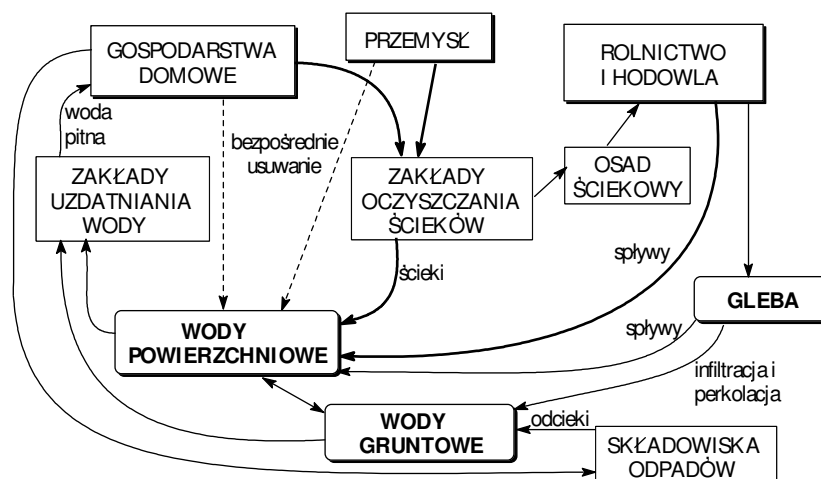 GOSPODARSTWA
DOMOWE
PRZEMYSŁ
ROLNICTWO
I HODOWLA
woda
pitna
bezpośrednie
usuwanie
ZAKŁADY
UZDATNIANIA
WODY
ZAKŁADY
OCZYSZCZANIA
ŚCIEKÓW
OSAD
ŚCIEKOWY
ścieki
spływy
GLEBA
WODY
POWIERZCHNIOWE
spływy
infiltracja i
perkolacja
WODY
GRUNTOWE
odcieki
SKŁADOWISKA
ODPADÓW